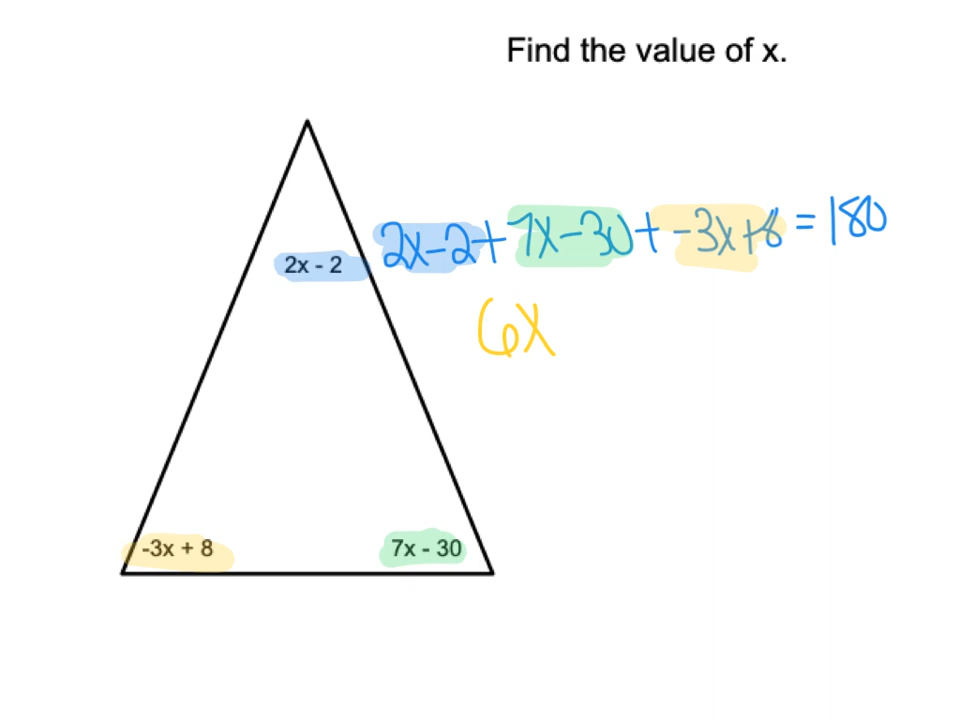 Find the value of x.
2x - 2
2x-2+7x-30+-3x+8=180
6x
-3x + 8
7x - 30